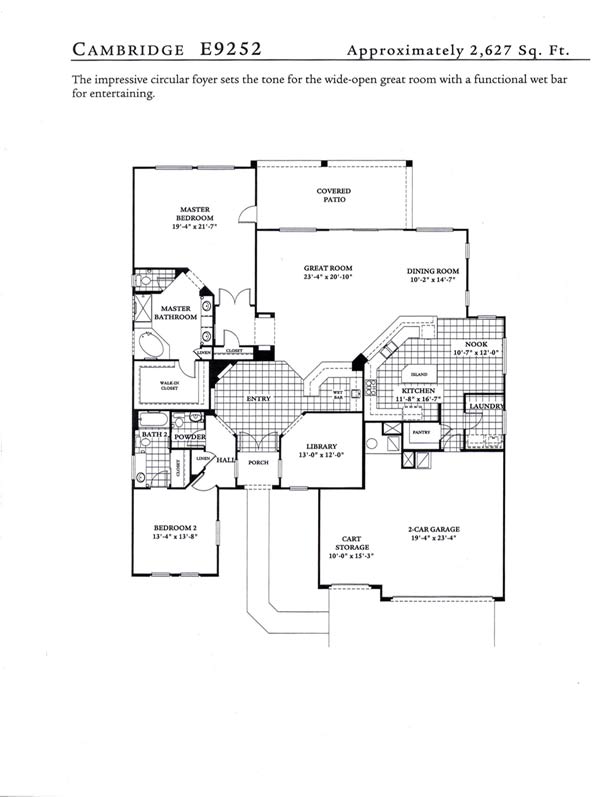 CAMBRIDGE E9252
Approximately 2,627 Sq. Ft.
The impressive circular foyer sets the tone for the wide-open great room with a functional wet bar
for entertaining.
COVERED
PATIO
MASTER
BEDROOM
19'-4" x 21'-7"
GREAT ROOM
23'-4" x 20'-10"
DINING ROOM
10'-2" x 14'-7"
MASTER
BATHROOM
LINEN
CLOSET
NOOK
10'-7" x 12'-0"
ISLAND
WALK-IN
CLOSET
KITCHEN
11'-8" x 16'-7"
WET
BAR
ENTRY
LAUNDRY
BATH 2
POWDER
PANTRY
LIBRARY
13'-0" x 12'-0"
LINEN
HALL
PORCH
CLOSET
BEDROOM 2
13'-4" x 13'-8"
2-CAR GARAGE
19'-4" x 23'-4"
CART
STORAGE
10'-0" x 15'-3"